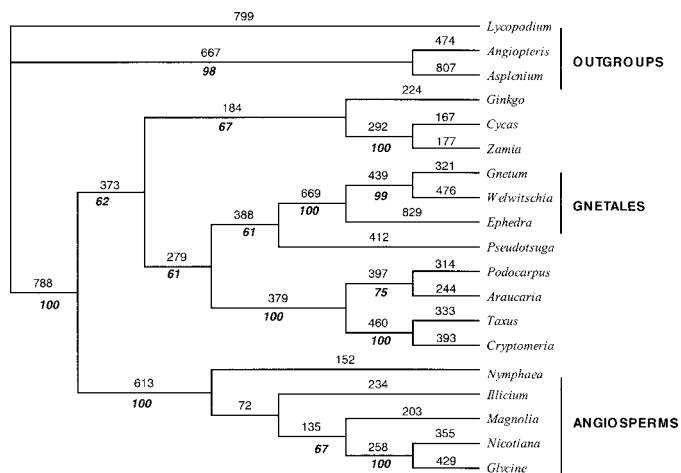 799
Lycopodium
667
98
474
Angiopteris
807
Asplenium
OUTGROUPS
184
67
224
Ginkgo
292
100
167
Cycas
177
Zamia
373
62
439
99
321
Gnetum
476
Welwitschia
669
100
829
Ephedra
GNETALES
388
61
412
Pseudotsuga
279
61
397
75
314
Podocarpus
244
Araucaria
379
100
460
100
333
Taxus
393
Cryptomeria
788
100
152
Nymphaea
613
100
72
234
Illicium
135
67
203
Magnolia
258
100
355
Nicotiana
429
Glycine
ANGIOSPERMS